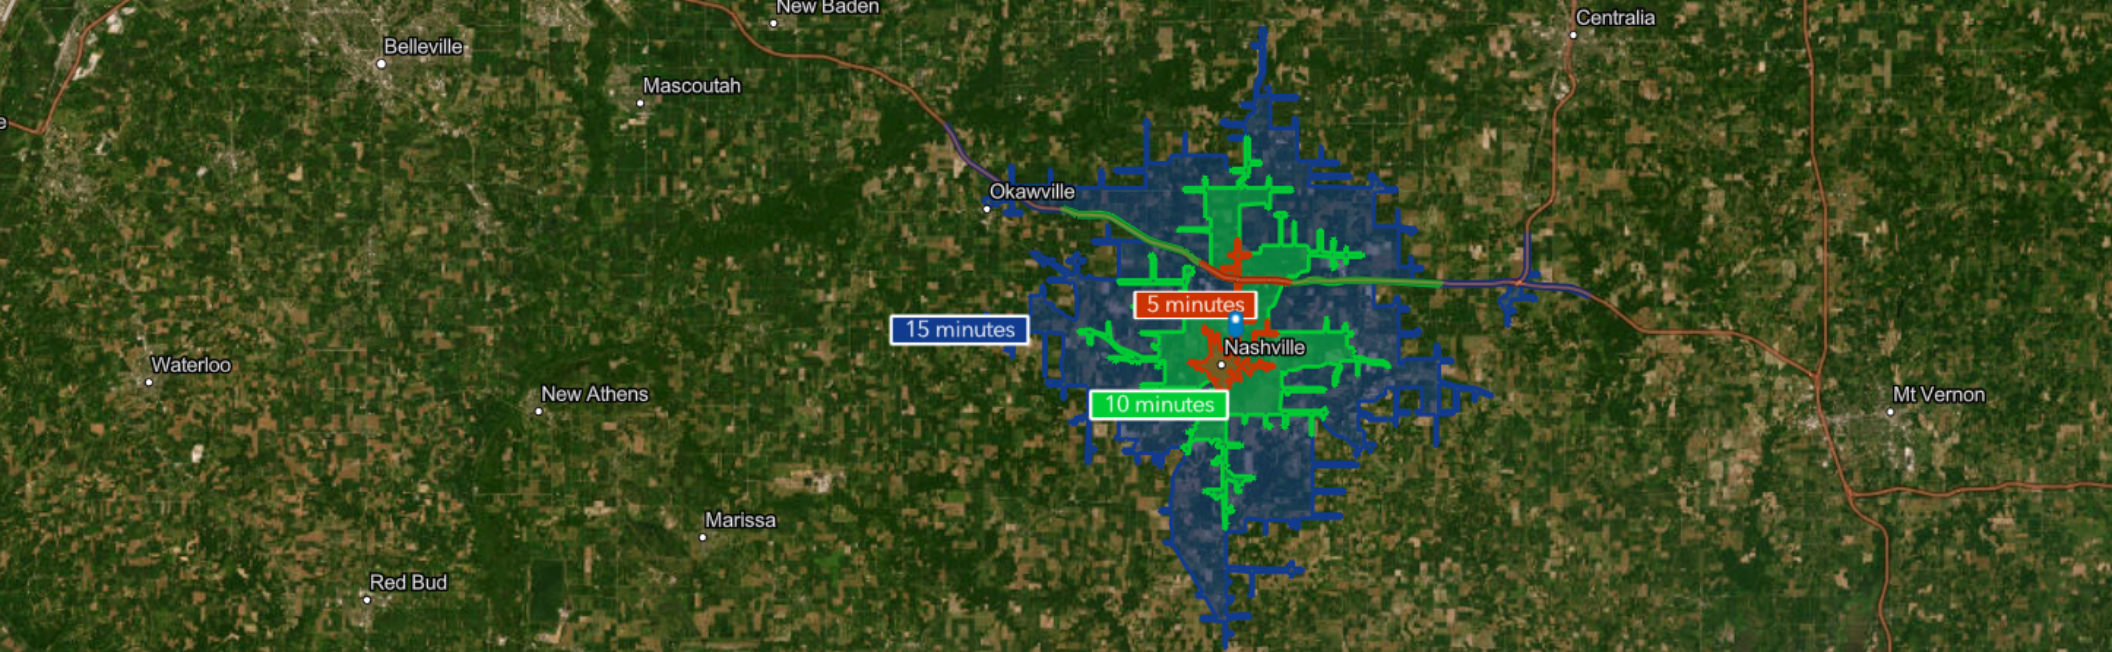 New Baden
Centralia
Belleville
Mascoutah
e
Okawville
5 minutes
15 minutes
Nashville
Waterloo
New Athens
10 minutes
Mt Vernon
Marissa
Red Bud